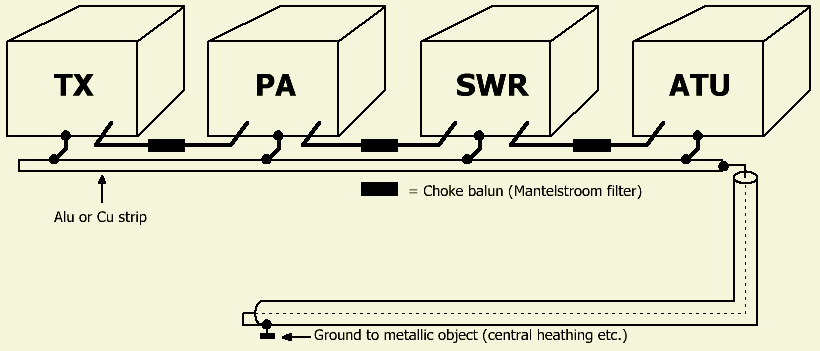 TX
PA
SWR
ATU
= Choke balun (Mantelstroom filter)
Alu or Cu strip
Ground to metallic object (central heathing etc.)